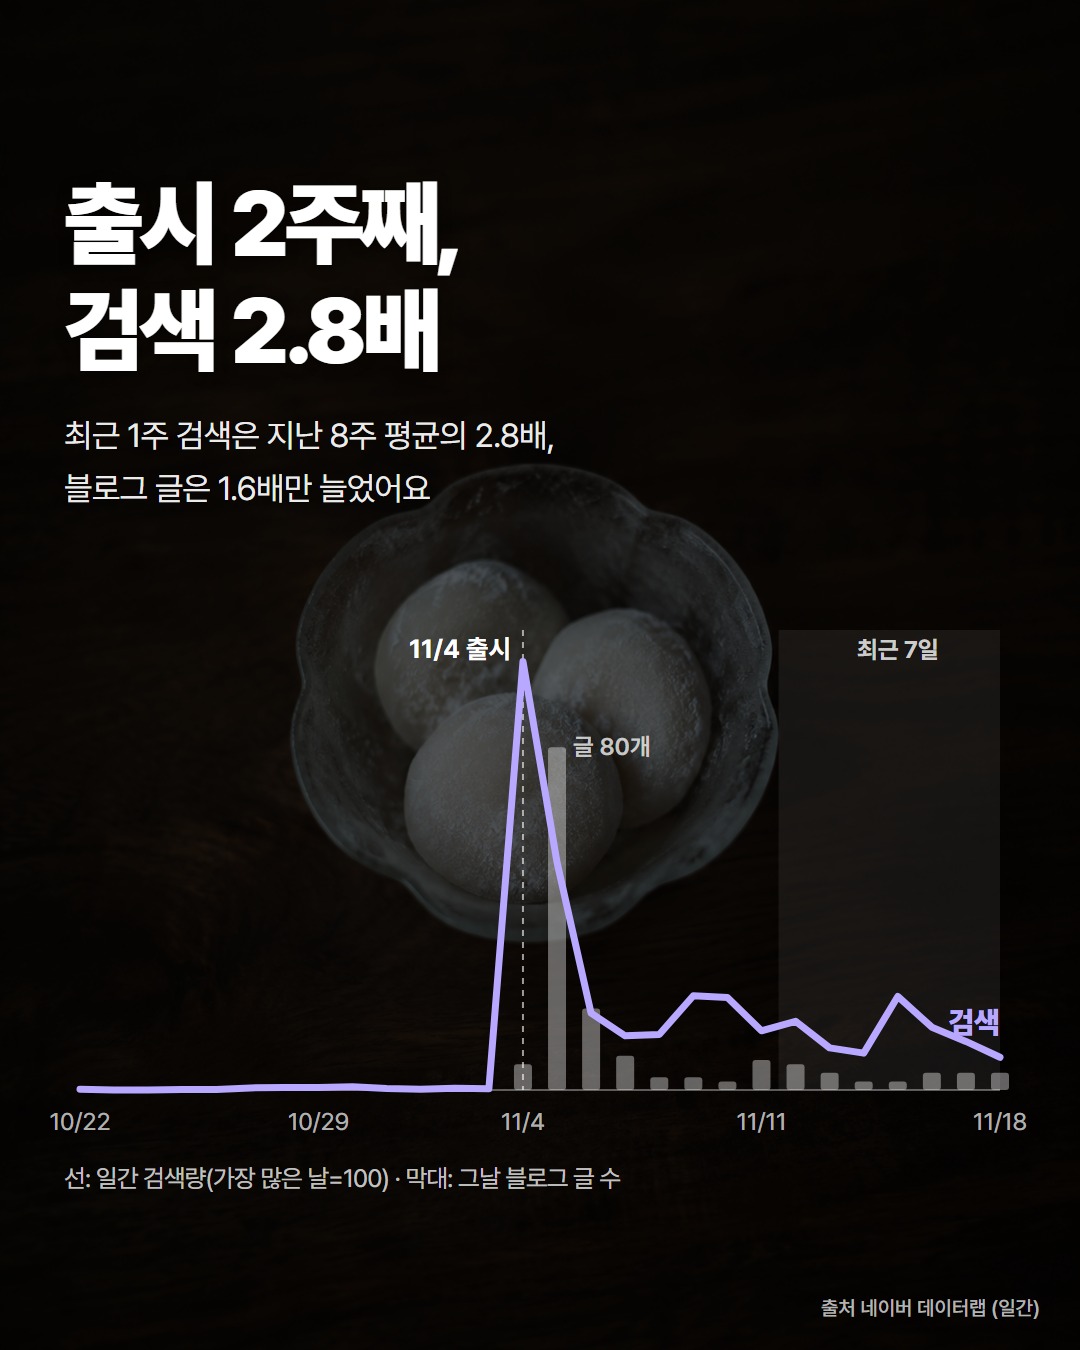 출시 2주째,
검색 2.8배
최근 1주 검색은 지난 8주 평균의 2.8배,
블로그 글은 1.6배만 늘었어요
11/4 출시
최근 7일
글 80개
검색
10/22
10/29
11/4
11/11
11/18
선: 일간 검색량(가장 많은 날=100) · 막대: 그날 블로그 글 수
출처 네이버 데이터랩 (일간)